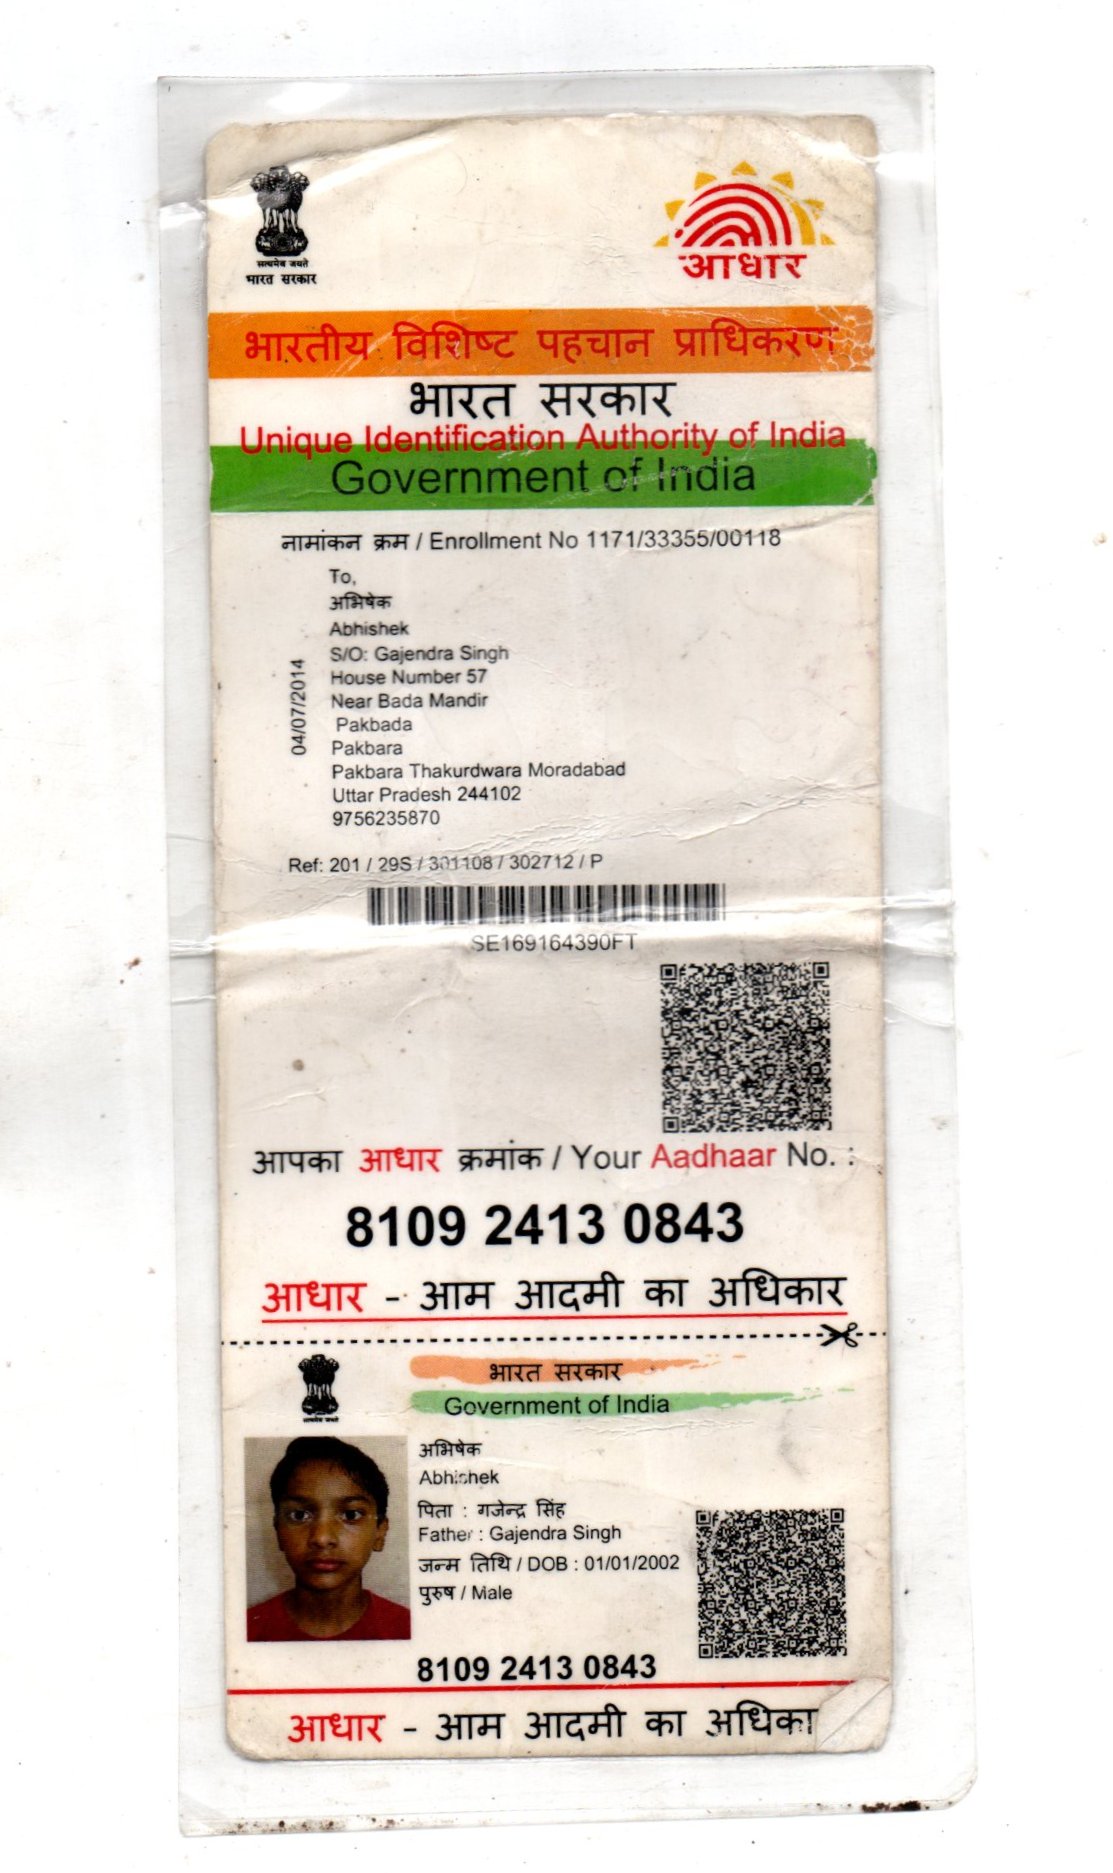 सत्यमेव जयते
भारत सरकार
आधार
भारतीय विशिष्ट पहचान प्राधिकरण
भारत सरकार
Unique Identification Authority of India
Government of India
नामांकन क्रम / Enrollment No 1171/33355/00118
To,
अभिषेक
Abhishek
S/O: Gajendra Singh
House Number 57
Near Bada Mandir
Pakbada
Pakbara
Pakbara Thakurdwara Moradabad
Uttar Pradesh 244102
9756235870
04/07/2014
Ref: 201 / 29S / 301108 / 302712 / P
SE169164390FT
आपका आधार क्रमांक / Your Aadhaar No. :
8109 2413 0843
आधार - आम आदमी का अधिकार
भारत सरकार
Government of India
सत्यमेव जयते
अभिषेक
Abhishek
पिता : गजेन्द्र सिंह
Father : Gajendra Singh
जन्म तिथि / DOB : 01/01/2002
पुरुष / Male
8109 2413 0843
आधार - आम आदमी का अधिका